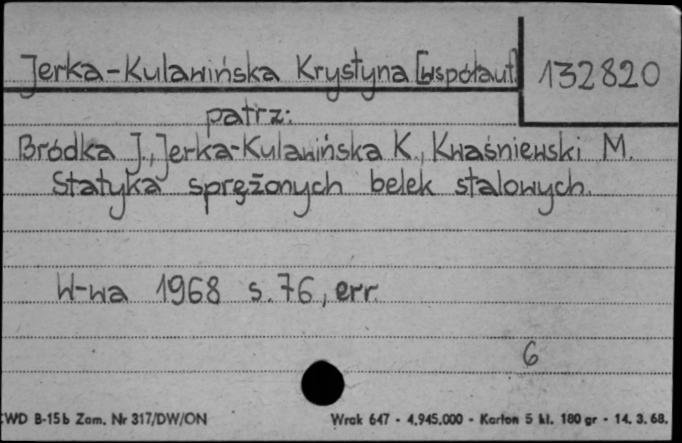 Jerka-Kulawińska Krystyna [współaut] 132820
patrz:
Bródka J., Jerka-Kulawińska K., Kwaśniewski M.
Statyka sprężonych belek stalowych.
W-wa 1968 s. 76, err.
6
WD B-15b Zam. Nr 317/DW/ON Wrak 647 - 4.945.000 - Karton 5 kl. 180 gr - 14. 3. 68.